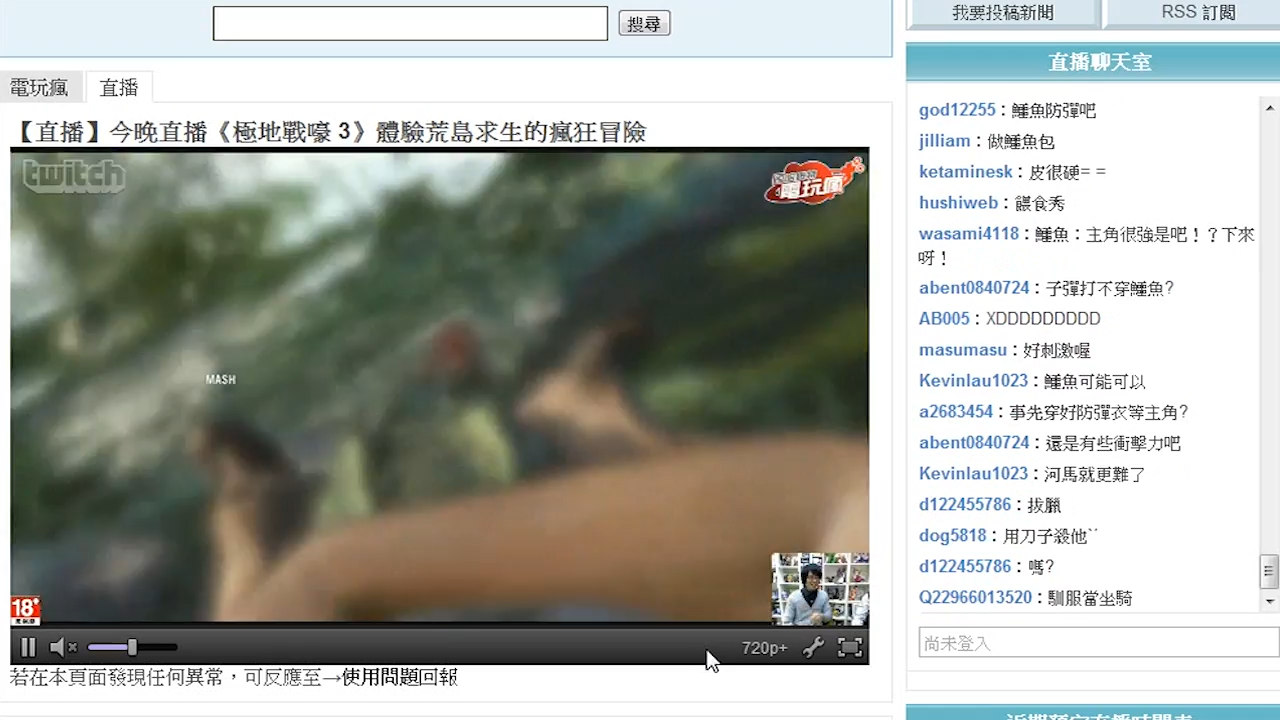 搜尋
我要投稿新聞
RSS 訂閱
電玩瘋
直播
【直播】今晚直播《極地戰嚎 3》體驗荒島求生的瘋狂冒險
twitch
電玩瘋
MASH
18+
720p+
若在本頁面發現任何異常，可反應至→使用問題回報
直播聊天室
god12255：鱷魚防彈吧
jilliam：做鱷魚包
ketaminesk：皮很硬= =
hushiweb：餵食秀
wasami4118：鱷魚：主角很強是吧！？下來
呀！
abent0840724：子彈打不穿鱷魚?
AB005：XDDDDDDDDD
masumasu：好刺激喔
Kevinlau1023：鱷魚可能可以
a2683454：事先穿好防彈衣等主角?
abent0840724：還是有些衝擊力吧
Kevinlau1023：河馬就更難了
d122455786：拔臘
dog5818：用刀子殺他ˋˋ
d122455786：嗎?
Q22966013520：馴服當坐騎
尚未登入